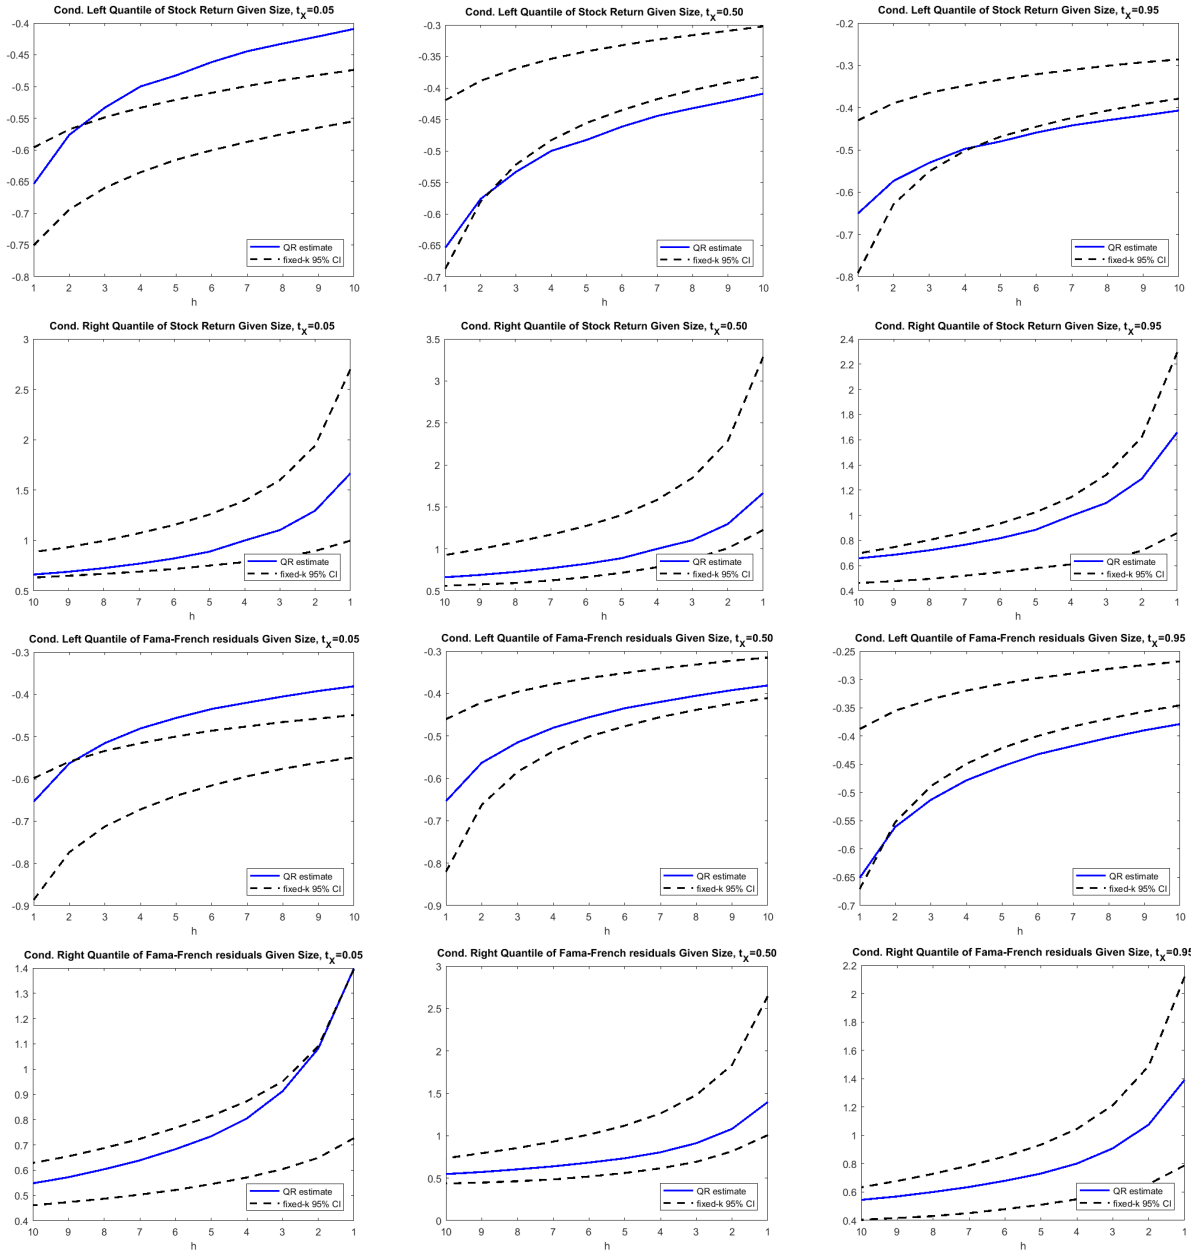 Cond. Left Quantile of Stock Return Given Size, tX=0.05
-0.4
-0.45
-0.5
-0.55
-0.6
-0.65
-0.7
-0.75
-0.8
QR estimate
fixed-k 95% CI
1 2 3 4 5 6 7 8 9 10
h
Cond. Left Quantile of Stock Return Given Size, tX=0.50
-0.3
-0.35
-0.4
-0.45
-0.5
-0.55
-0.6
-0.65
-0.7
QR estimate
fixed-k 95% CI
1 2 3 4 5 6 7 8 9 10
h
Cond. Left Quantile of Stock Return Given Size, tX=0.95
-0.2
-0.3
-0.4
-0.5
-0.6
-0.7
-0.8
QR estimate
fixed-k 95% CI
1 2 3 4 5 6 7 8 9 10
h
Cond. Right Quantile of Stock Return Given Size, tX=0.05
3
2.5
2
1.5
1
0.5
QR estimate
fixed-k 95% CI
10 9 8 7 6 5 4 3 2 1
h
Cond. Right Quantile of Stock Return Given Size, tX=0.50
3.5
3
2.5
2
1.5
1
0.5
QR estimate
fixed-k 95% CI
10 9 8 7 6 5 4 3 2 1
h
Cond. Right Quantile of Stock Return Given Size, tX=0.95
2.4
2.2
2
1.8
1.6
1.4
1.2
1
0.8
0.6
0.4
QR estimate
fixed-k 95% CI
10 9 8 7 6 5 4 3 2 1
h
Cond. Left Quantile of Fama-French residuals Given Size, tX=0.05
-0.3
-0.4
-0.5
-0.6
-0.7
-0.8
-0.9
QR estimate
fixed-k 95% CI
1 2 3 4 5 6 7 8 9 10
h
Cond. Left Quantile of Fama-French residuals Given Size, tX=0.50
-0.3
-0.4
-0.5
-0.6
-0.7
-0.8
-0.9
QR estimate
fixed-k 95% CI
1 2 3 4 5 6 7 8 9 10
h
Cond. Left Quantile of Fama-French residuals Given Size, tX=0.95
-0.25
-0.3
-0.35
-0.4
-0.45
-0.5
-0.55
-0.6
-0.65
-0.7
QR estimate
fixed-k 95% CI
1 2 3 4 5 6 7 8 9 10
h
Cond. Right Quantile of Fama-French residuals Given Size, tX=0.05
1.4
1.3
1.2
1.1
1
0.9
0.8
0.7
0.6
0.5
0.4
QR estimate
fixed-k 95% CI
10 9 8 7 6 5 4 3 2 1
h
Cond. Right Quantile of Fama-French residuals Given Size, tX=0.50
3
2.5
2
1.5
1
0.5
0
QR estimate
fixed-k 95% CI
10 9 8 7 6 5 4 3 2 1
h
Cond. Right Quantile of Fama-French residuals Given Size, tX=0.95
2.2
2
1.8
1.6
1.4
1.2
1
0.8
0.6
0.4
QR estimate
fixed-k 95% CI
10 9 8 7 6 5 4 3 2 1
h